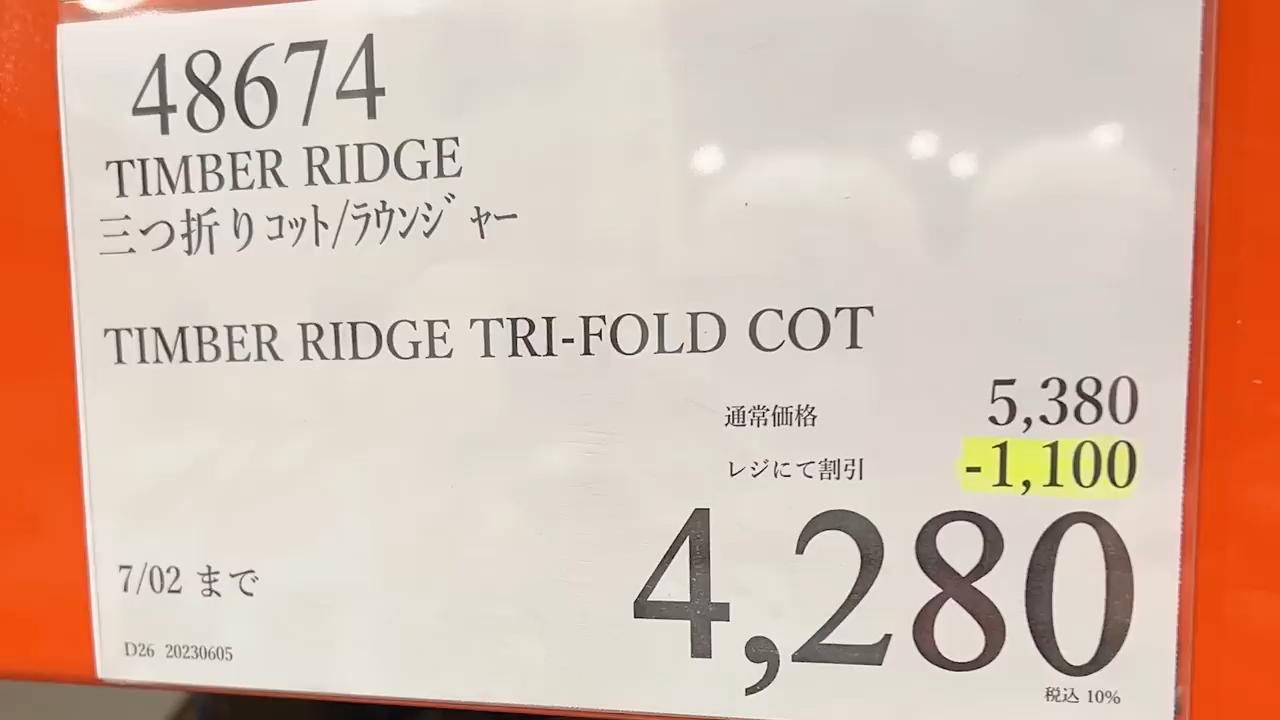 48674
TIMBER RIDGE
三つ折りｺｯﾄ/ﾗｳﾝｼﾞｬｰ
TIMBER RIDGE TRI-FOLD COT
通常価格 5,380
レジにて割引 -1,100
4,280
7/02 まで
D26 20230605
税込 10%